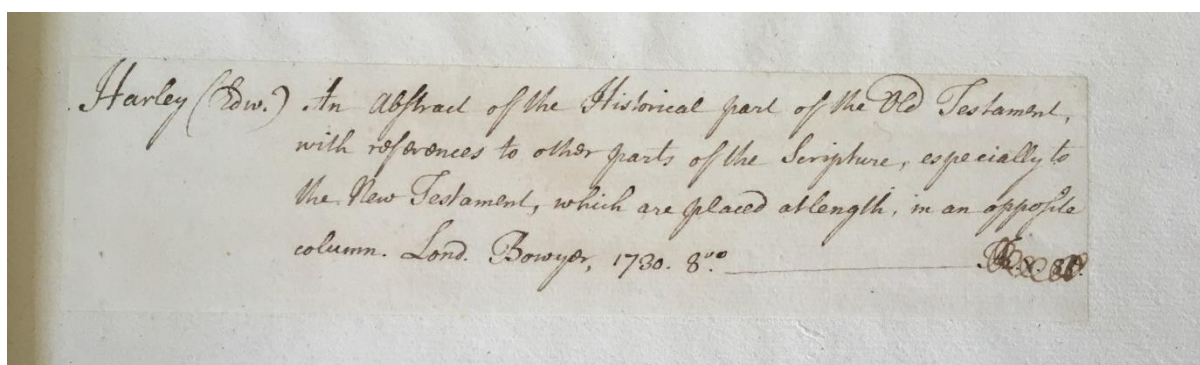 Harley (Edw.) An Abstract of the Historical part of the Old Testament,
with references to other parts of the Scripture, especially to
the New Testament, which are placed at length, in an opposite
column. Lond. Bowyer, 1730. 8vo.